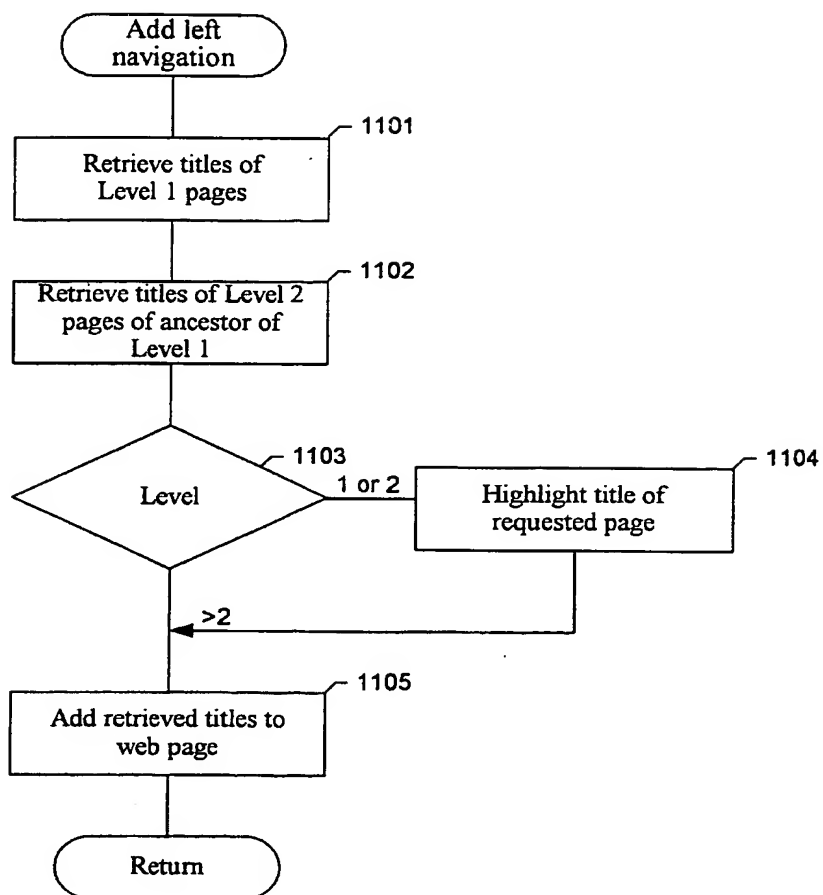 Add left
navigation
1101
Retrieve titles of
Level 1 pages
1102
Retrieve titles of Level 2
pages of ancestor of
Level 1
1103
Level
1 or 2
1104
Highlight title of
requested page
>2
1105
Add retrieved titles to
web page
Return